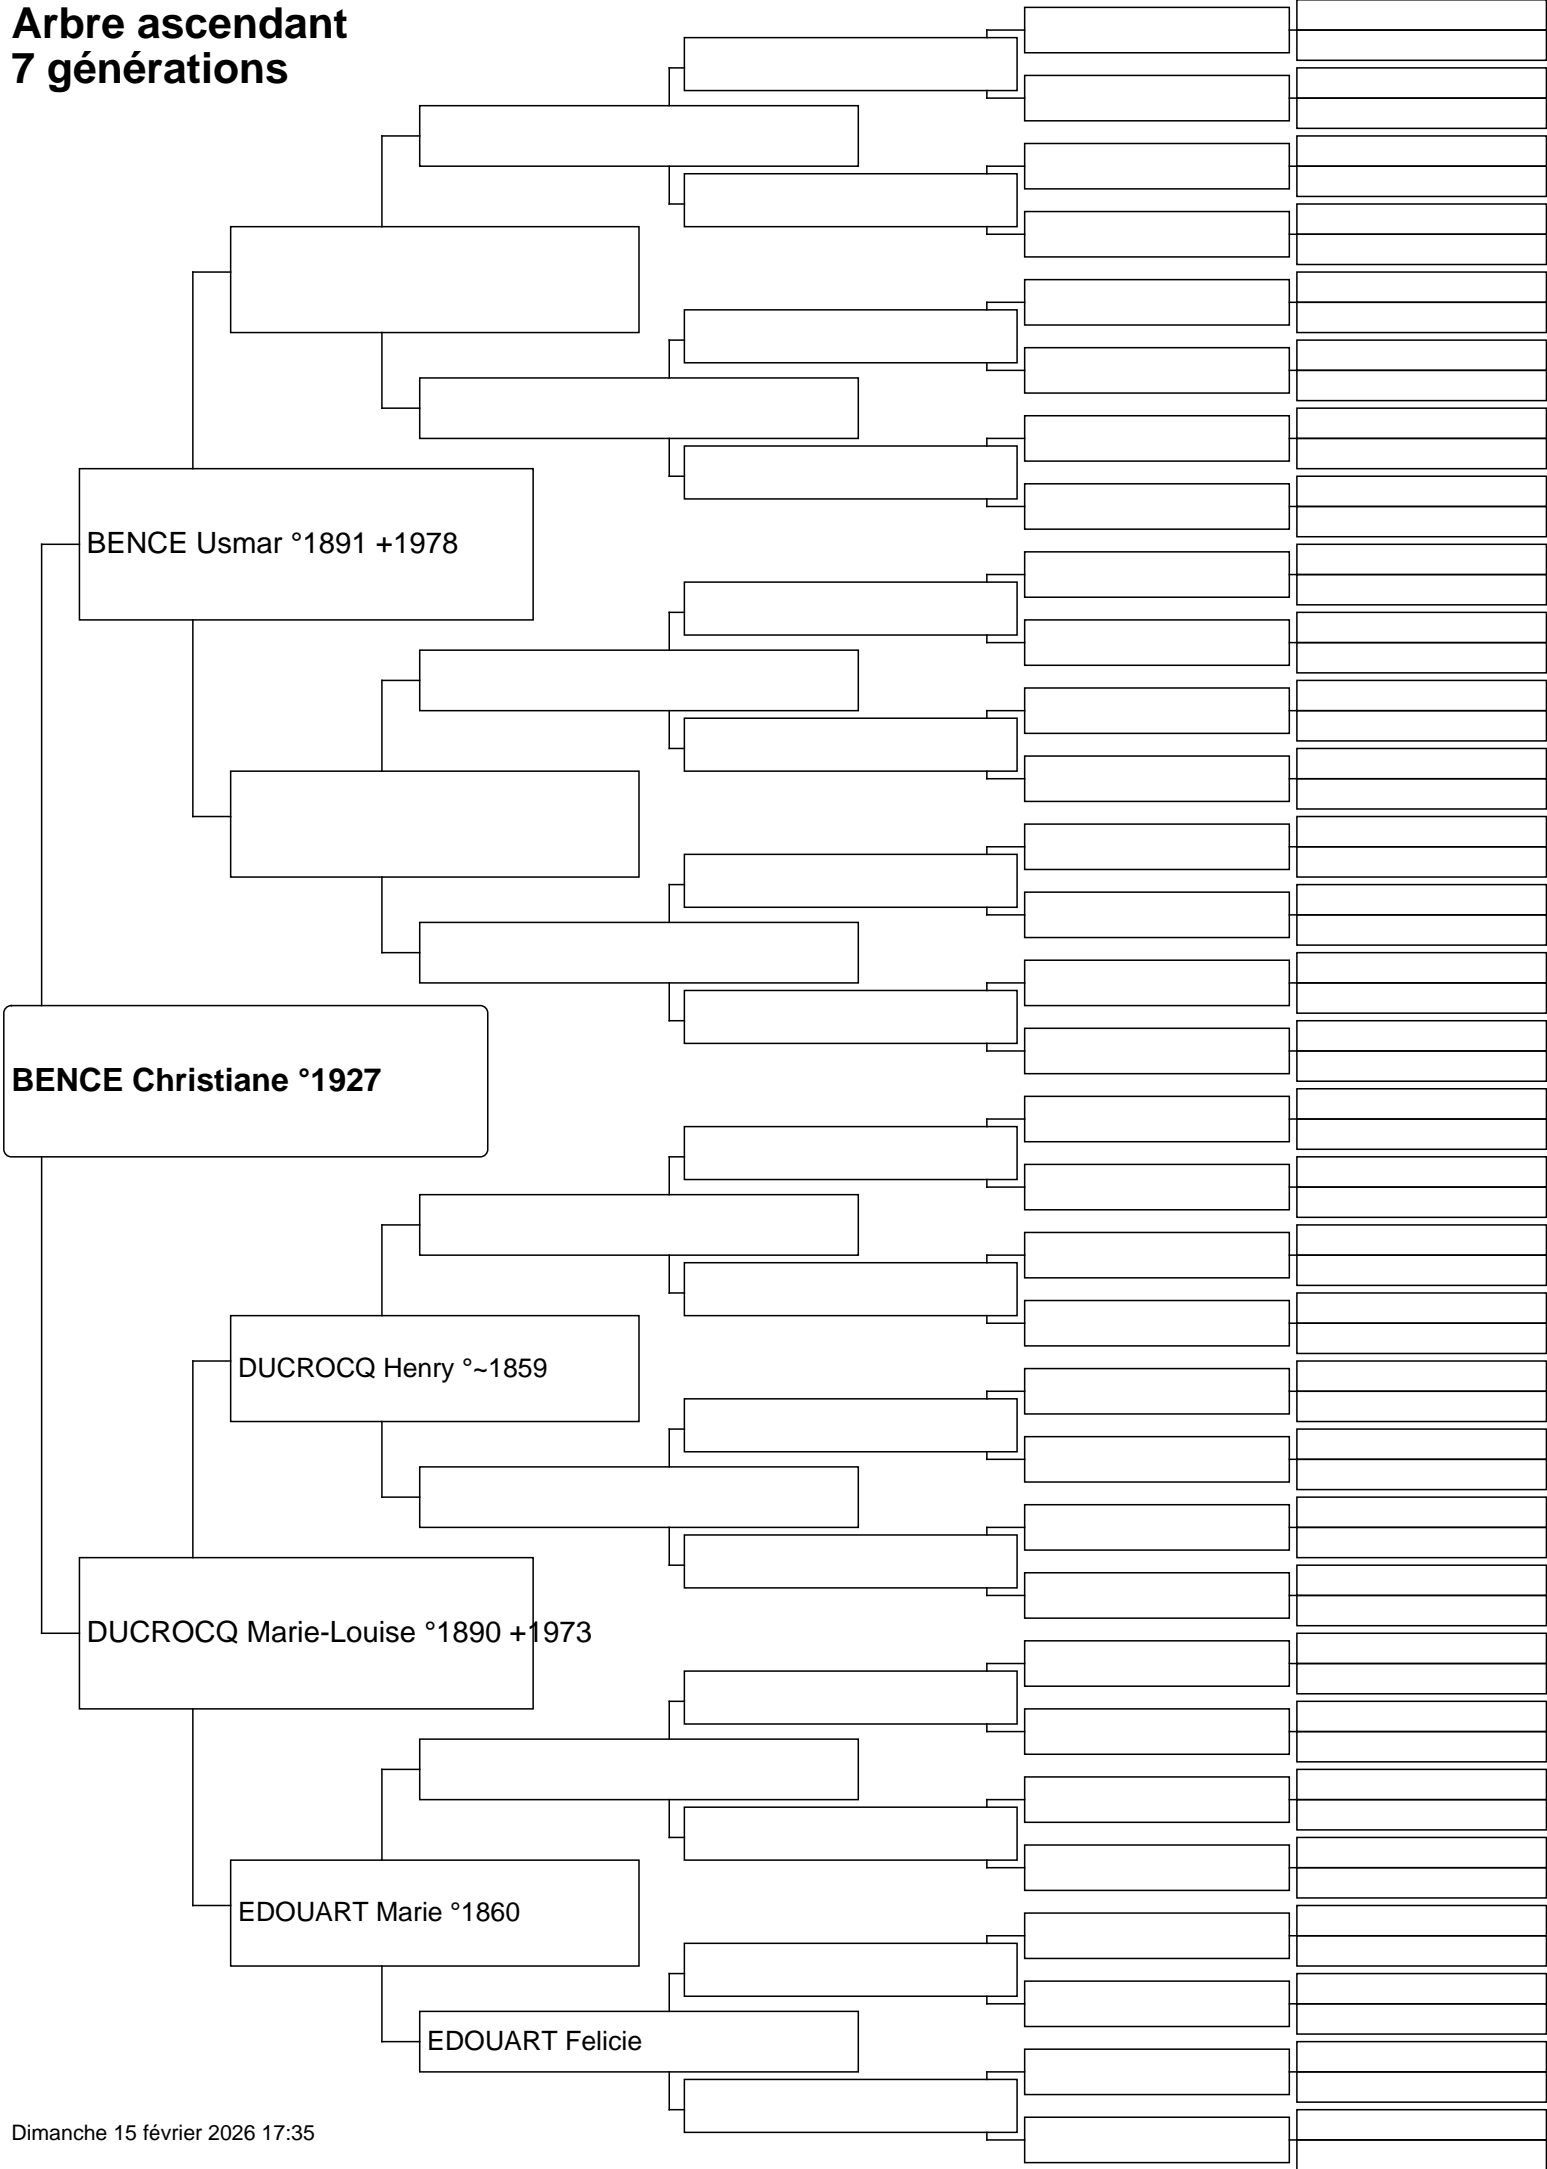 Arbre ascendant
7 générations
BENCE Usmar °1891 +1978
BENCE Christiane °1927
DUCROCQ Henry °~1859
DUCROCQ Marie-Louise °1890 +1973
EDOUART Marie °1860
EDOUART Felicie
Dimanche 15 février 2026 17:35